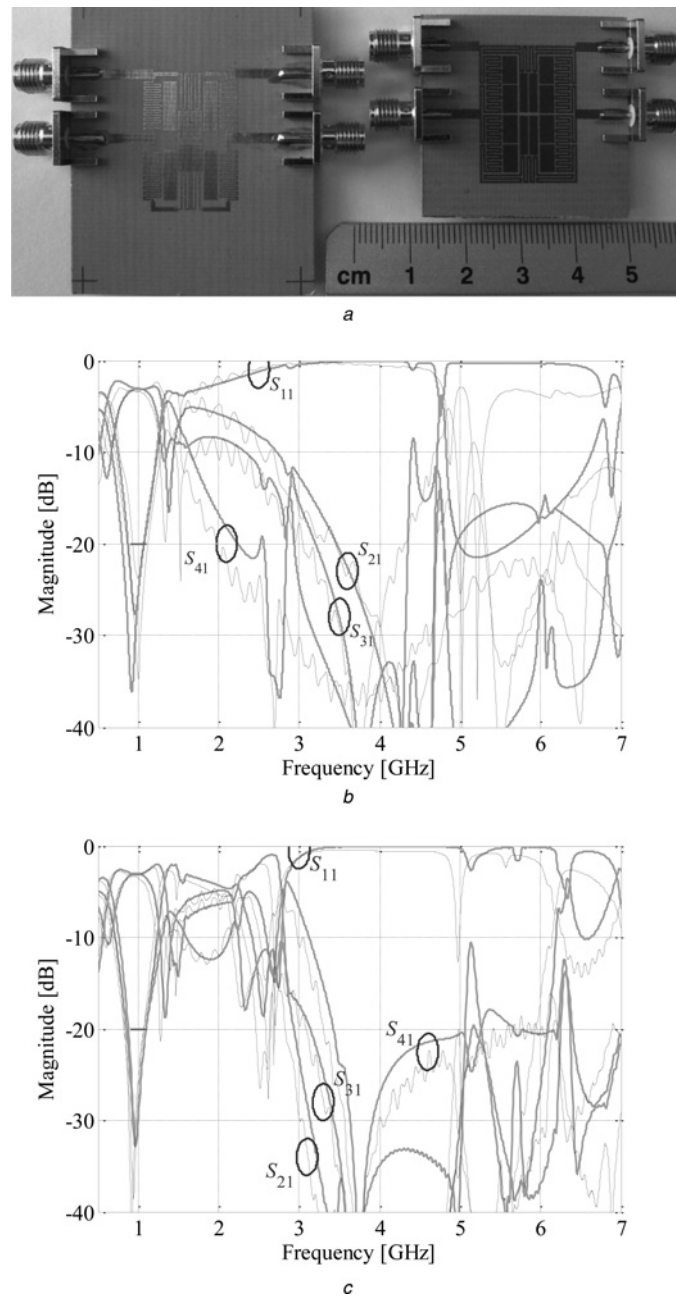 cm 1 2 3 4 5
a
0
-10
-20
-30
-40
Magnitude [dB]
S11
S41
S21
S31
1 2 3 4 5 6 7
Frequency [GHz]
b
0
-10
-20
-30
-40
Magnitude [dB]
S11
S41
S31
S21
1 2 3 4 5 6 7
Frequency [GHz]
c